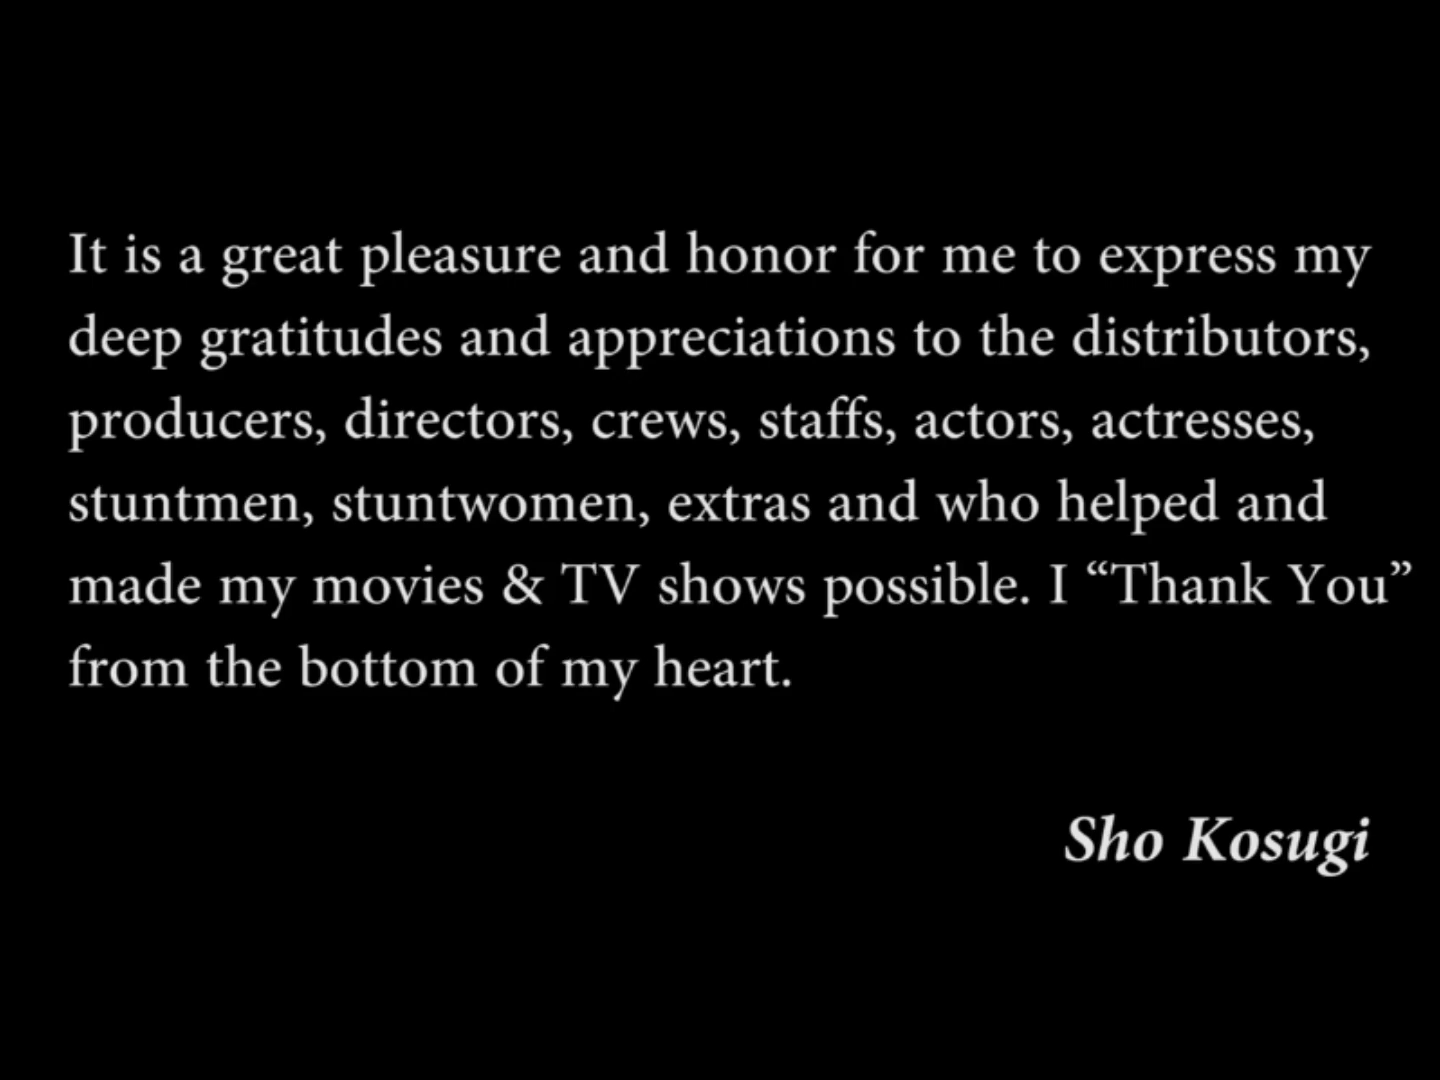 It is a great pleasure and honor for me to express my
deep gratitudes and appreciations to the distributors,
producers, directors, crews, staffs, actors, actresses,
stuntmen, stuntwomen, extras and who helped and
made my movies & TV shows possible. I “Thank You”
from the bottom of my heart.
Sho Kosugi